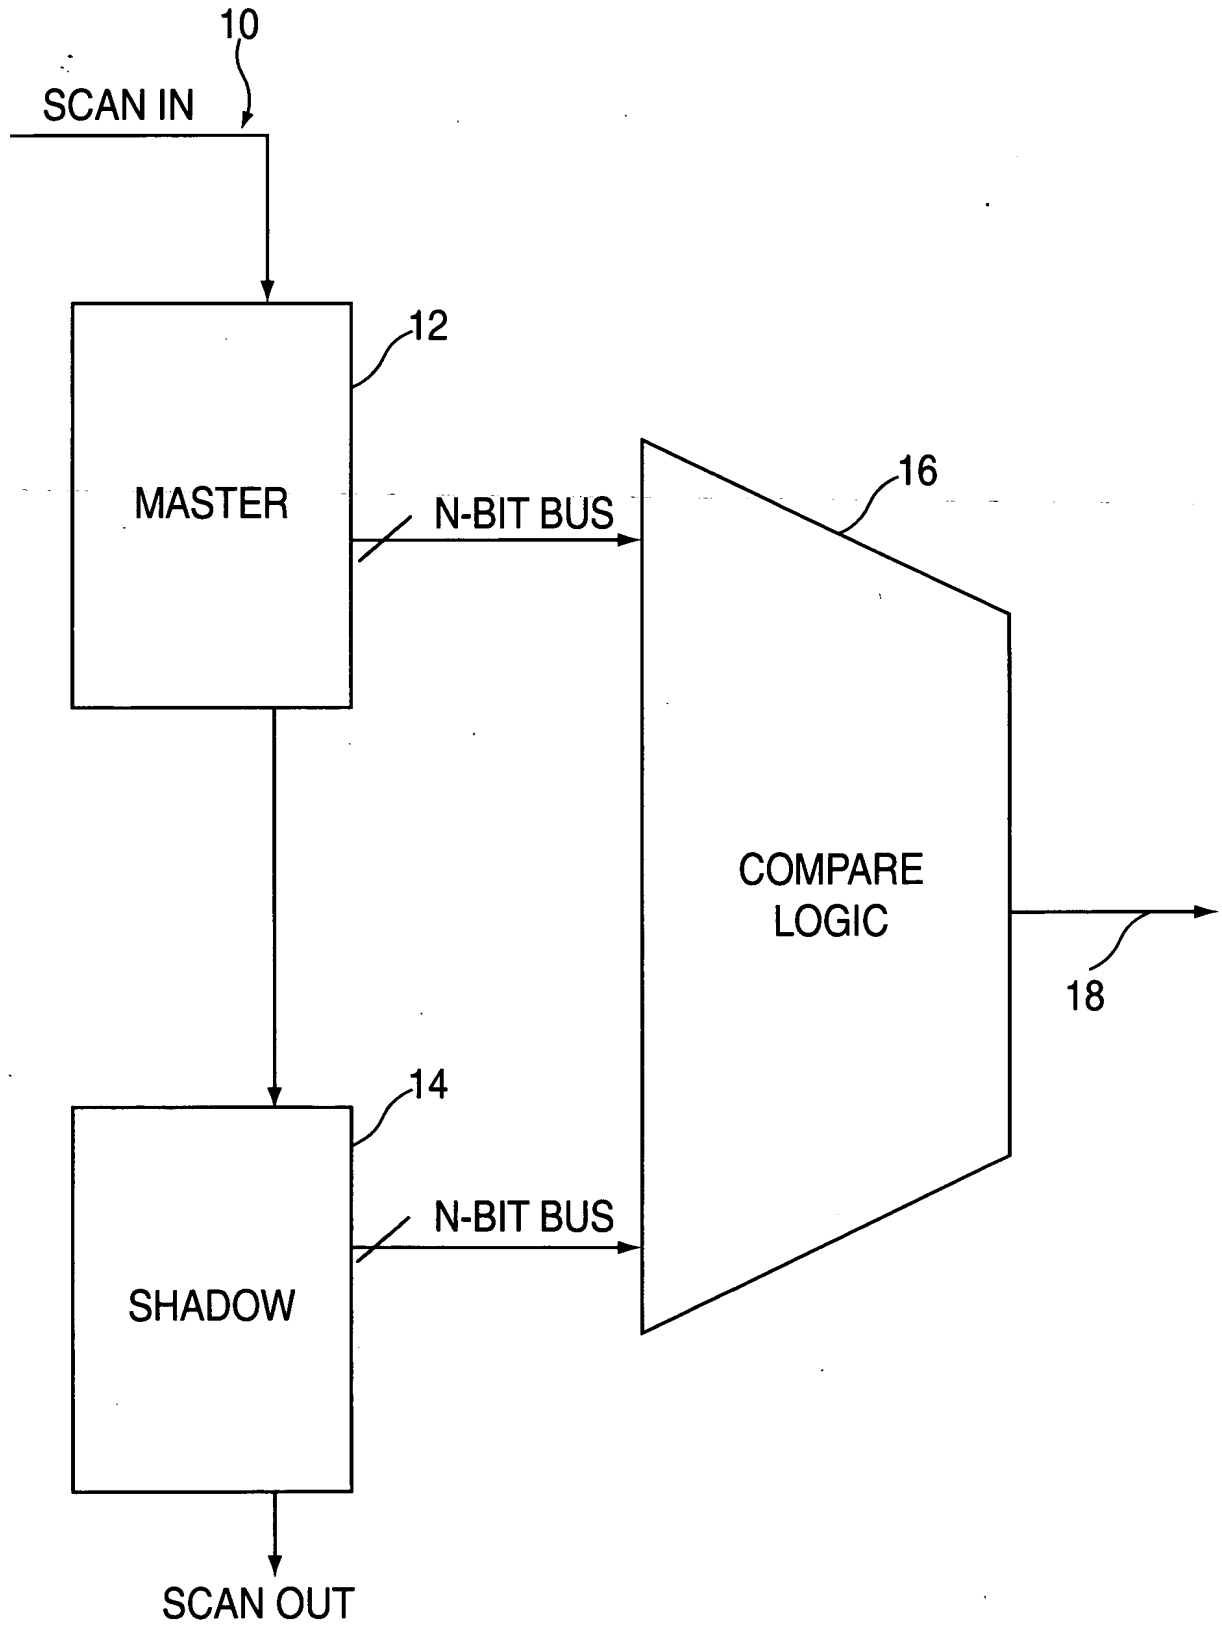 10
SCAN IN
12
MASTER
N-BIT BUS
16
COMPARE
LOGIC
18
14
N-BIT BUS
SHADOW
SCAN OUT